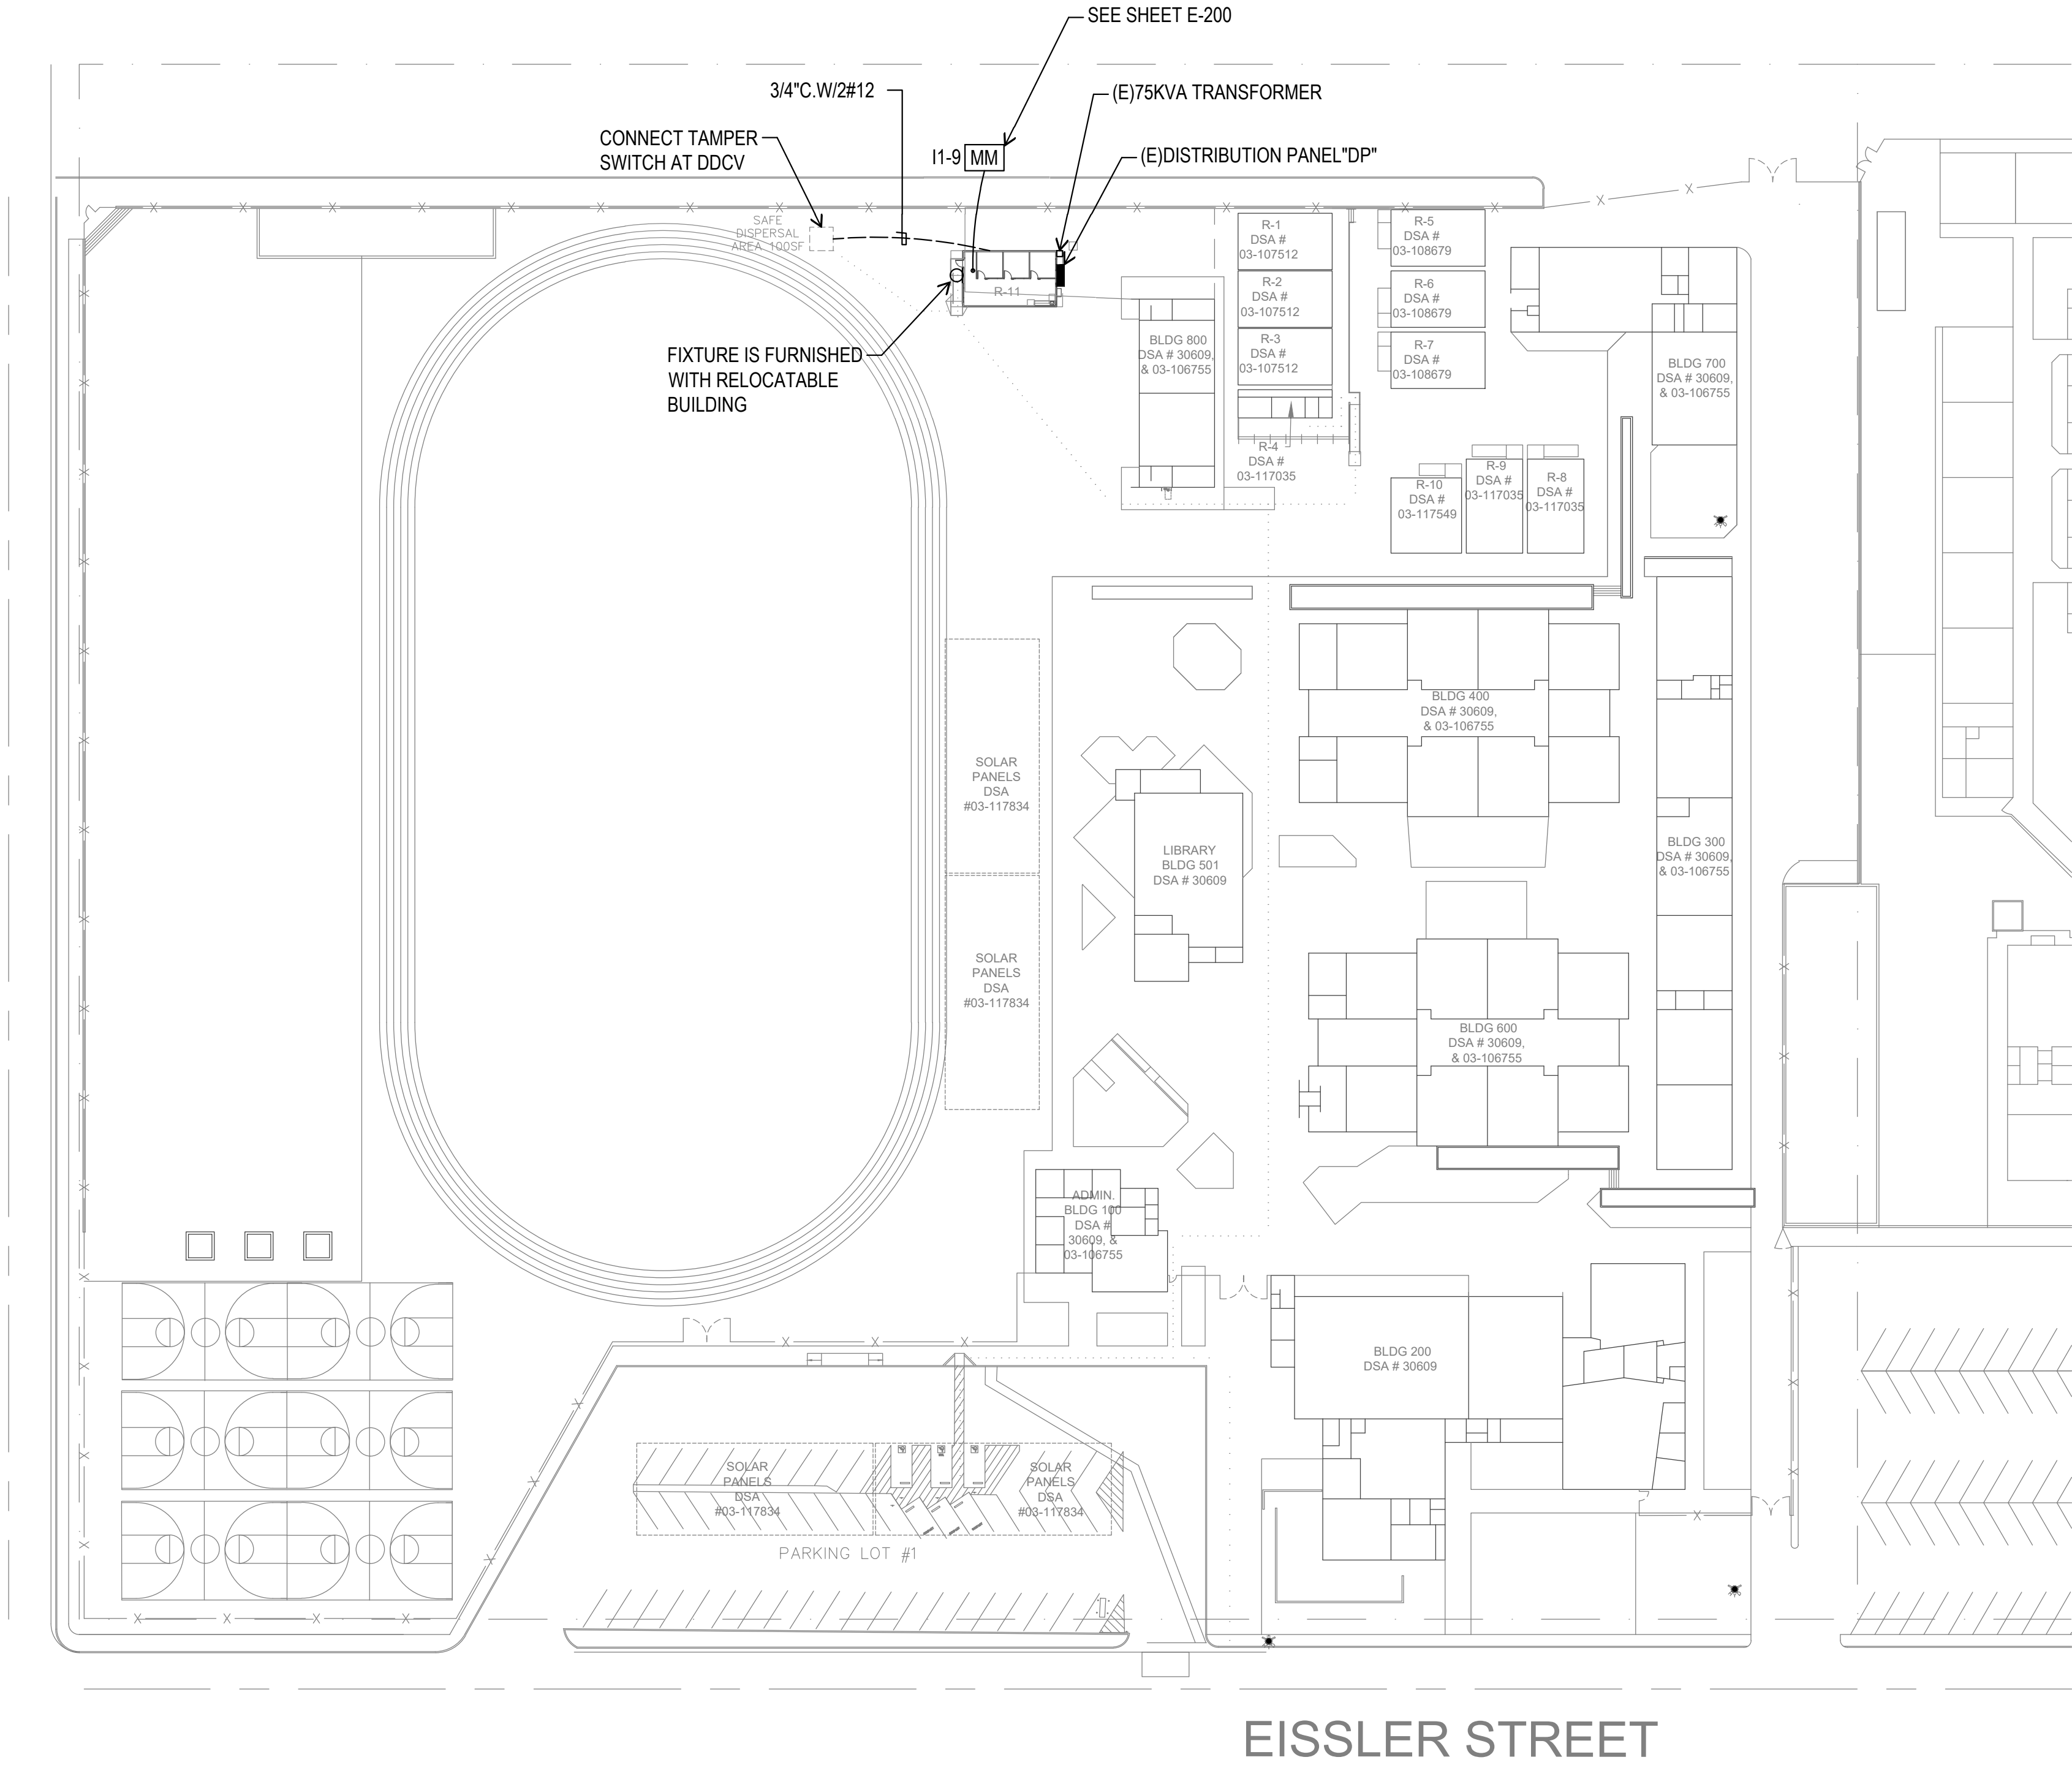 SEE SHEET E-200
3/4"C.W/2#12
(E)75KVA TRANSFORMER
CONNECT TAMPER
SWITCH AT DDCV
I1-9 MM
(E)DISTRIBUTION PANEL"DP"
SAFE
DISPERSAL
AREA 100SF
R-11
FIXTURE IS FURNISHED
WITH RELOCATABLE
BUILDING
R-1
DSA #
03-107512
R-2
DSA #
03-107512
R-3
DSA #
03-107512
R-4
DSA #
03-117035
R-5
DSA #
03-108679
R-6
DSA #
03-108679
R-7
DSA #
03-108679
BLDG 800
DSA # 30609,
& 03-106755
BLDG 700
DSA # 30609,
& 03-106755
R-10
DSA #
03-117549
R-9
DSA #
03-117035
R-8
DSA #
03-117035
BLDG 400
DSA # 30609,
& 03-106755
SOLAR
PANELS
DSA
#03-117834
LIBRARY
BLDG 501
DSA # 30609
BLDG 300
DSA # 30609,
& 03-106755
SOLAR
PANELS
DSA
#03-117834
BLDG 600
DSA # 30609,
& 03-106755
ADMIN.
BLDG 100
DSA #
30609, &
03-106755
BLDG 200
DSA # 30609
SOLAR
PANELS
DSA
#03-117834
SOLAR
PANELS
DSA
#03-117834
PARKING LOT #1
EISSLER STREET